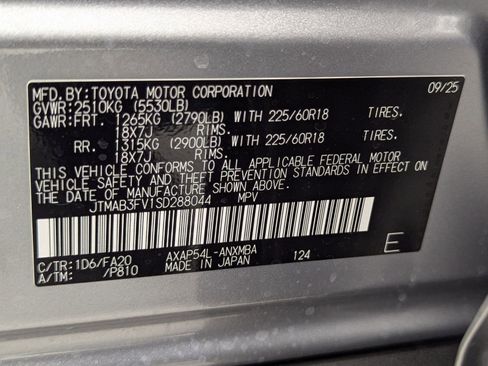 MFD.BY:TOYOTA MOTOR CORPORATION 09/25
GVWR:2510KG (5530LB)
GAWR:FRT. 1265KG (2790LB) WITH 225/60R18 TIRES.
18X7J RIMS.
RR. 1315KG (2900LB) WITH 225/60R18 TIRES.
18X7J RIMS.
THIS VEHICLE CONFORMS TO ALL APPLICABLE FEDERAL MOTOR
VEHICLE SAFETY AND THEFT PREVENTION STANDARDS IN EFFECT ON
THE DATE OF MANUFACTURE SHOWN ABOVE.
JTMAB3FV1SD288044 MPV
C/TR:1D6/FA20 AXAP54L-ANXMBA 124 E
A/TM: /P810 MADE IN JAPAN